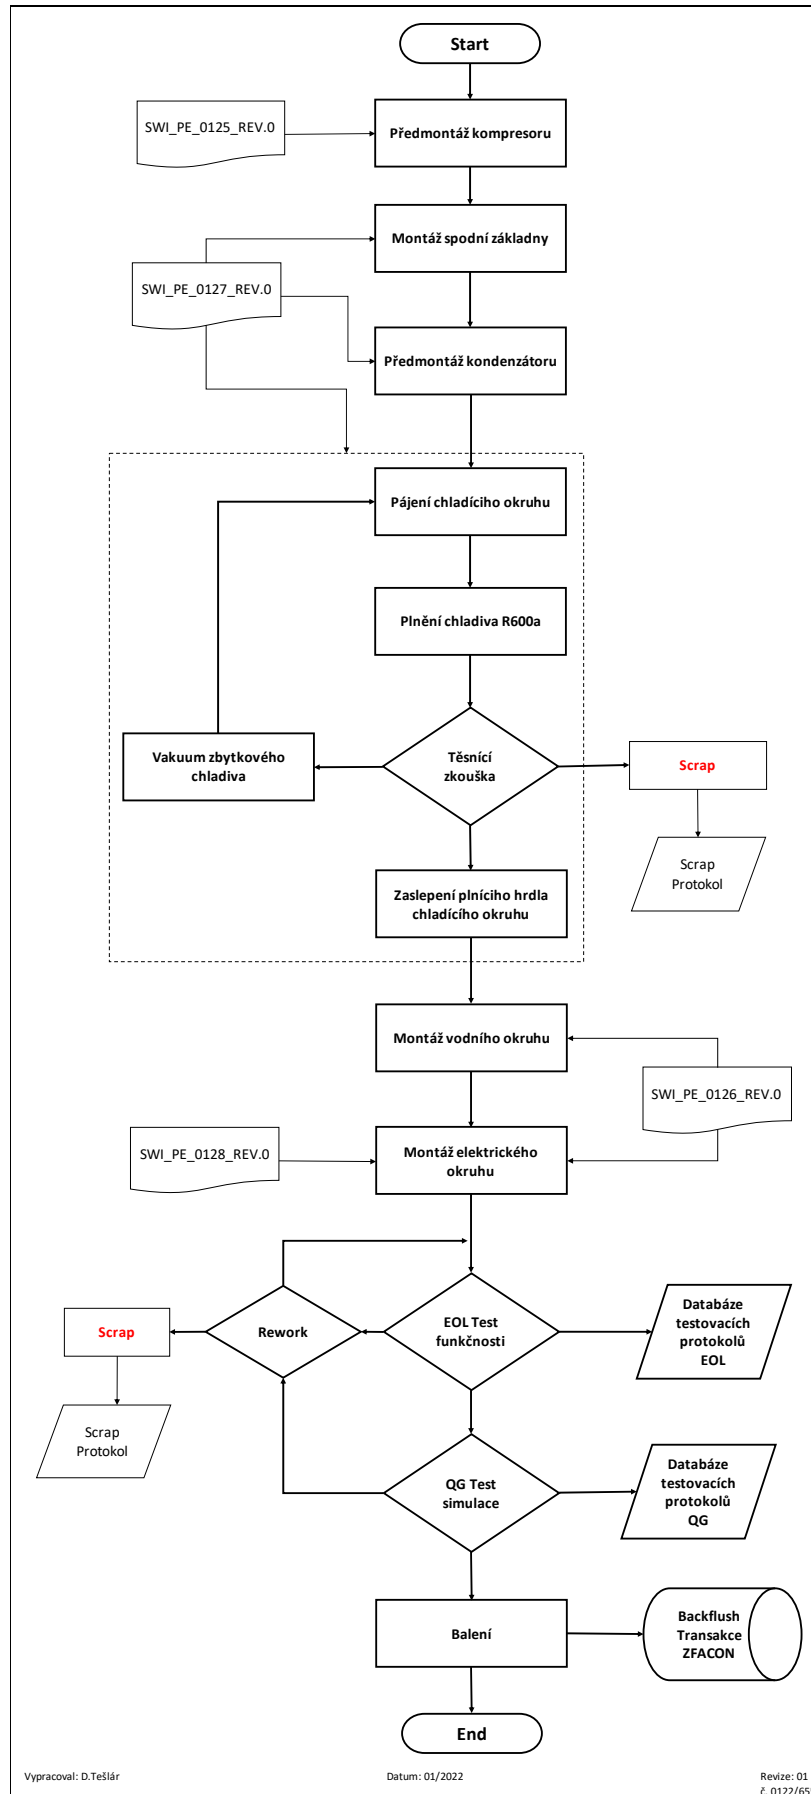 Start
SWI_PE_0125_REV.0
Předmontáž kompresoru
Montáž spodní základny
SWI_PE_0127_REV.0
Předmontáž kondenzátoru
Pájení chladícího okruhu
Plnění chladiva R600a
Vakuum zbytkového
chladiva
Těsnící
zkouška
Scrap
Scrap
Protokol
Zaslepení plnícího hrdla
chladícího okruhu
Montáž vodního okruhu
SWI_PE_0126_REV.0
SWI_PE_0128_REV.0
Montáž elektrického
okruhu
Scrap
Rework
EOL Test
funkčnosti
Databáze
testovacích
protokolů
EOL
Scrap
Protokol
QG Test
simulace
Databáze
testovacích
protokolů
QG
Balení
Backflush
Transakce
ZFACON
End
Vypracoval: D.Tešlár
Datum: 01/2022
Revize: 01
č. 0122/65